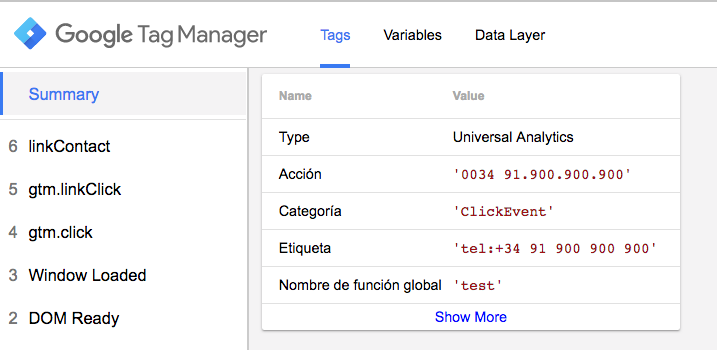 Google Tag Manager
Tags Variables Data Layer
Summary
6 linkContact
5 gtm.linkClick
4 gtm.click
3 Window Loaded
2 DOM Ready
Name Value
Type Universal Analytics
Acción '0034 91.900.900.900'
Categoría 'ClickEvent'
Etiqueta 'tel:+34 91 900 900 900'
Nombre de función global 'test'
Show More